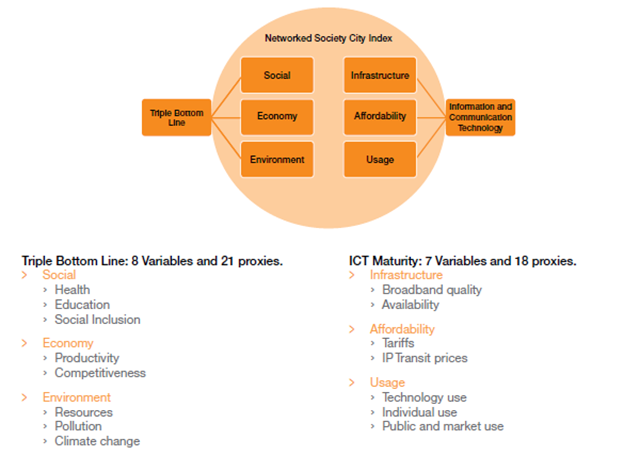 Networked Society City Index
Social
Infrastructure
Triple Bottom
Line
Economy
Affordability
Information and
Communication
Technology
Environment
Usage
Triple Bottom Line: 8 Variables and 21 proxies.
> Social
› Health
› Education
› Social Inclusion
> Economy
› Productivity
› Competitiveness
> Environment
› Resources
› Pollution
› Climate change
ICT Maturity: 7 Variables and 18 proxies.
> Infrastructure
› Broadband quality
› Availability
> Affordability
› Tariffs
› IP Transit prices
> Usage
› Technology use
› Individual use
› Public and market use